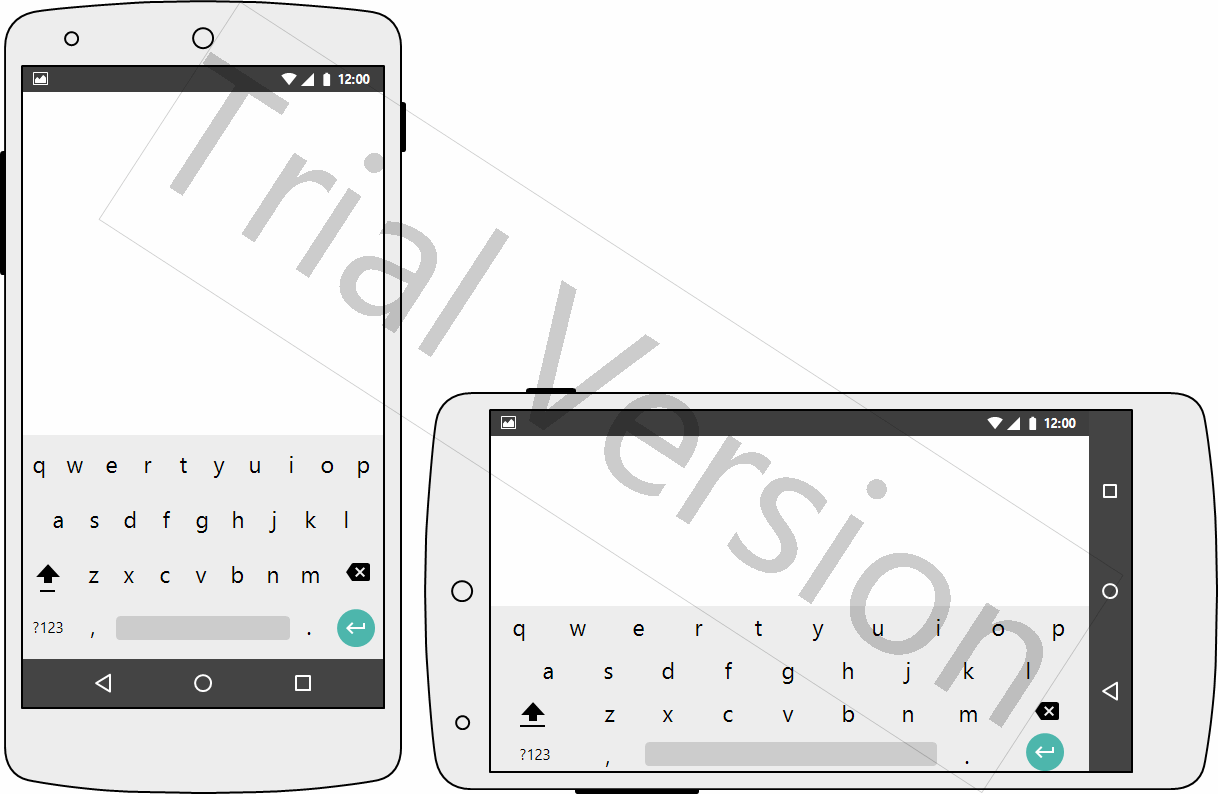 12:00
q w e r t y u i o p
a s d f g h j k l
z x c v b n m
?123 , .
Trial Version
12:00
q w e r t y u i o p
a s d f g h j k l
z x c v b n m
?123 , .